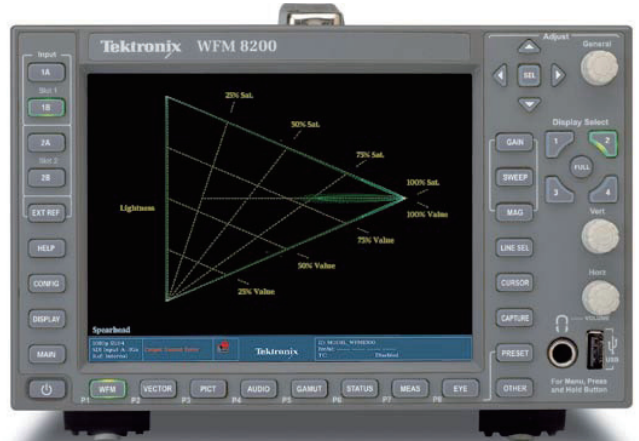 Tektronix WFM 8200
Adjust
General
Input
1A
Slot 1
1B
2A
Slot 2
2B
EXT REF
HELP
CONFIG
DISPLAY
MAIN
25% Sat.
50% Sat.
75% Sat.
100% Sat.
Lightness
100% Value
75% Value
50% Value
25% Value
Spearhead
Tektronix
Disabled
SEL
Display Select
GAIN
1
2
FULL
SWEEP
3
4
MAG
Vert
LINE SEL
CURSOR
Horz
CAPTURE
VOLUME
PRESET
USB
OTHER
For Menu, Press
and Hold Button
WFM
VECTOR
PICT
AUDIO
GAMUT
STATUS
MEAS
EYE
P1
P2
P3
P4
P5
P6
P7
P8